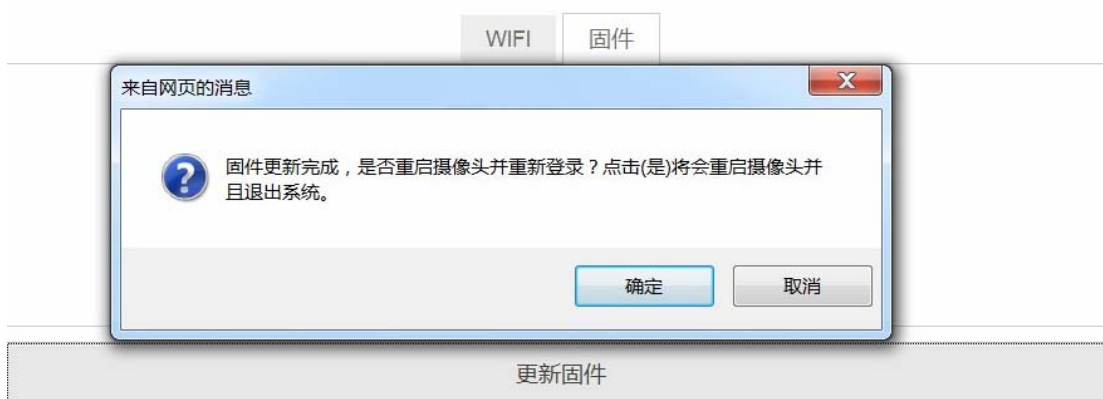 WIFI 固件
来自网页的消息
固件更新完成，是否重启摄像头并重新登录？点击(是)将会重启摄像头并
且退出系统。
确定 取消
更新固件